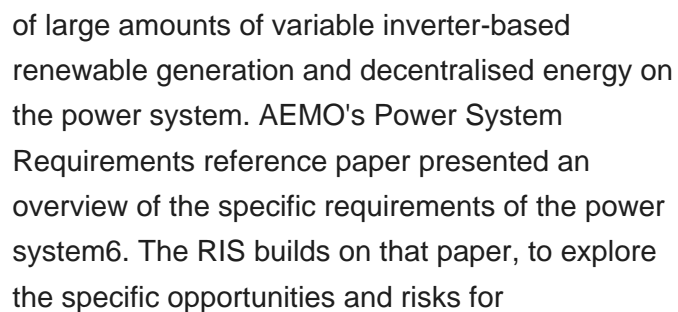 of large amounts of variable inverter-based
renewable generation and decentralised energy on
the power system. AEMO's Power System
Requirements reference paper presented an
overview of the specific requirements of the power
system6. The RIS builds on that paper, to explore
the specific opportunities and risks for